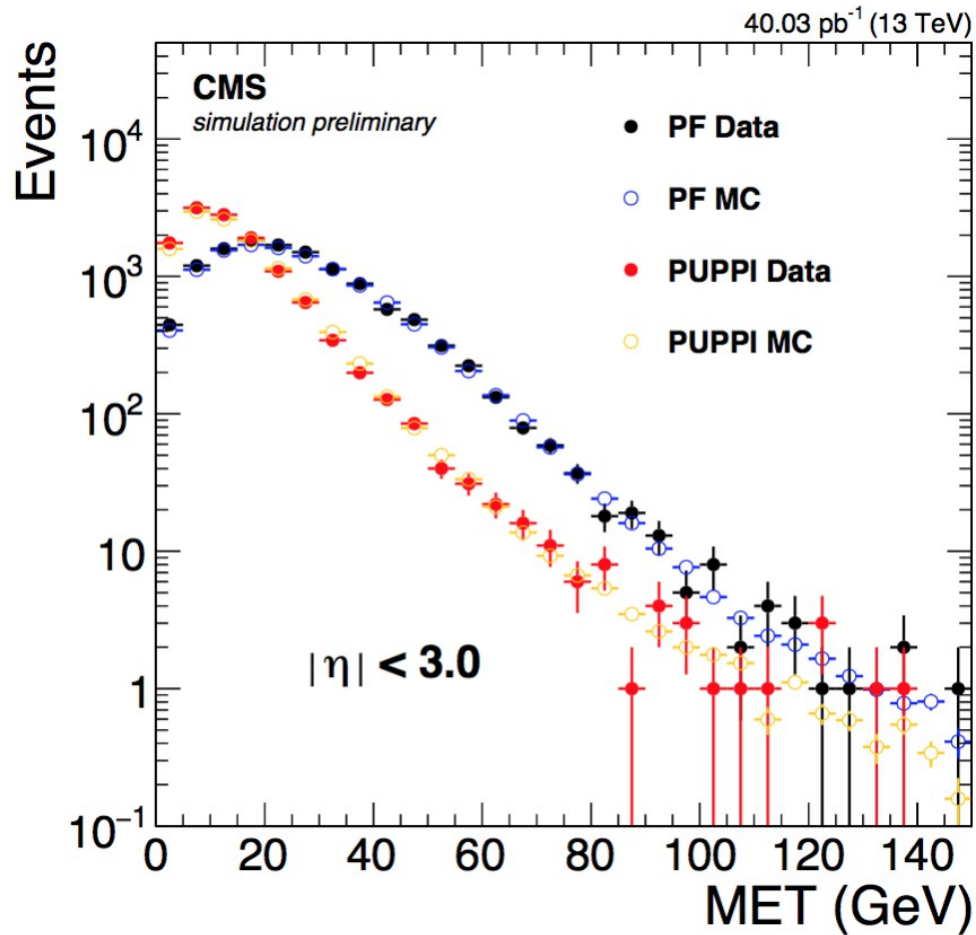 40.03 pb⁻¹ (13 TeV)
Events
CMS
simulation preliminary
PF Data
PF MC
PUPPI Data
PUPPI MC
|η| < 3.0
10⁴
10³
10²
10
1
10⁻¹
0 20 40 60 80 100 120 140
MET (GeV)